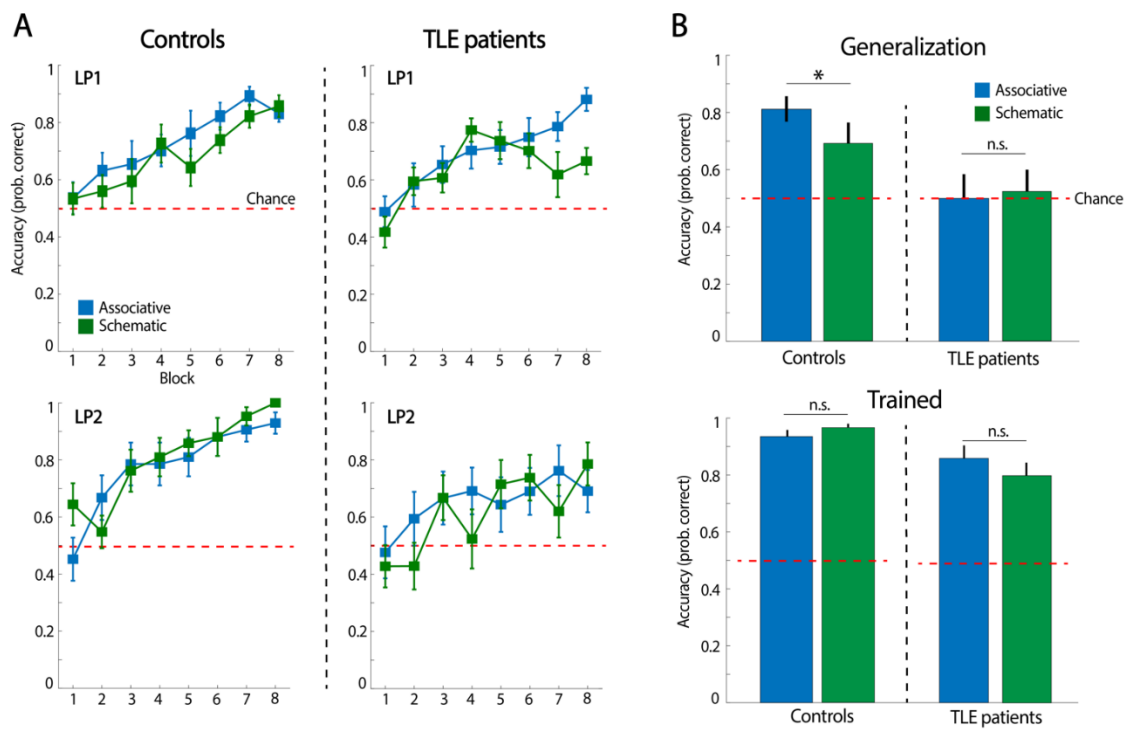 A
Controls
TLE patients
LP1
1
0.8
0.6
0.4
0.2
0
Accuracy (prob. correct)
Chance
Associative
Schematic
1 2 3 4 5 6 7 8
Block
LP1
1
0.8
0.6
0.4
0.2
0
1 2 3 4 5 6 7 8
LP2
1
0.8
0.6
0.4
0.2
0
1 2 3 4 5 6 7 8
LP2
1
0.8
0.6
0.4
0.2
0
1 2 3 4 5 6 7 8
B
Generalization
1
0.8
0.6
0.4
0.2
0
Accuracy (prob. correct)
*
Associative
Schematic
n.s.
Chance
Controls
TLE patients
Trained
1
0.8
0.6
0.4
0.2
0
Accuracy (prob. correct)
n.s.
n.s.
Controls
TLE patients